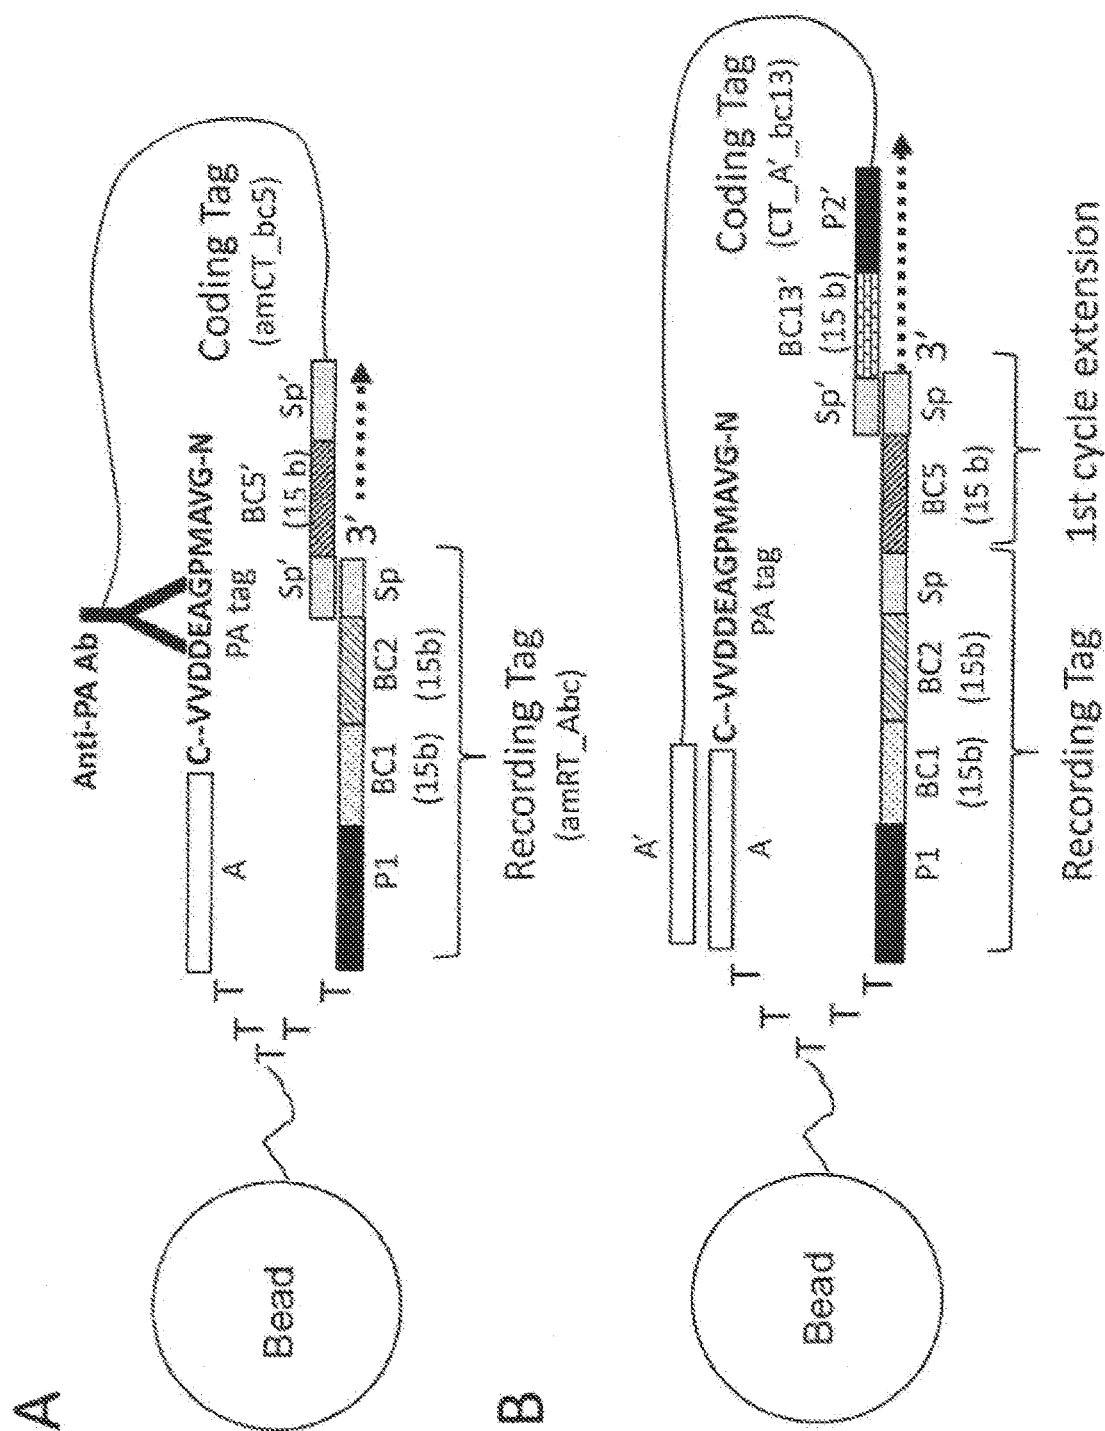 A
Anti-PA Ab
C--VVDDEAGPMAVG-N
PA tag
A
Coding Tag
(amCT_bc5)
Sp'
BC5'
(15 b)
Sp'
3'
T
T
T
T
T
Bead
P1
BC1
(15b)
BC2
(15b)
Sp
Recording Tag
(amRT_Abc)
B
A'
C--VVDDEAGPMAVG-N
PA tag
A
Coding Tag
(CT_A'_bc13)
Sp'
BC13'
(15 b)
P2'
3'
T
T
T
T
T
Bead
P1
BC1
(15b)
BC2
(15b)
Sp
BC5
(15 b)
Sp
Recording Tag
1st cycle extension